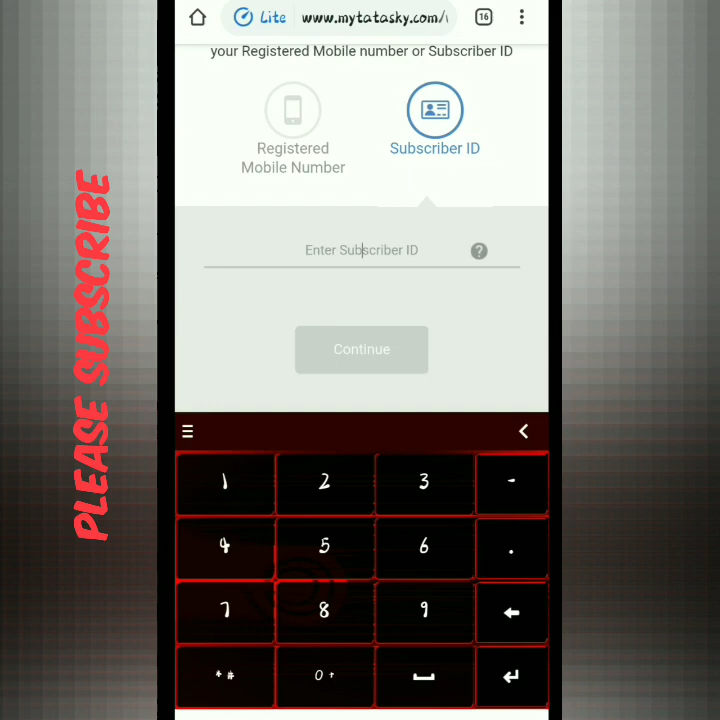 Lite www.mytatasky.com/ 16
your Registered Mobile number or Subscriber ID
Registered
Mobile Number
Subscriber ID
Enter Subscriber ID ?
Continue
1 2 3 -
4 5 6 .
7 8 9
* # 0 +
PLEASE SUBSCRIBE